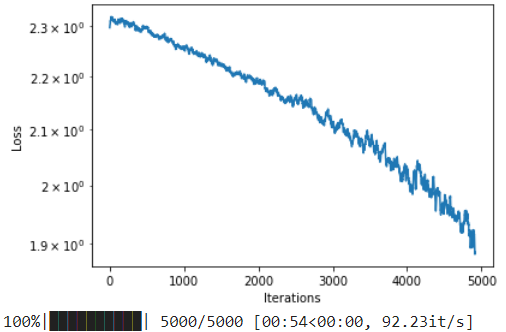 2.3 × 10⁰
2.2 × 10⁰
2.1 × 10⁰
2 × 10⁰
1.9 × 10⁰
Loss
0 1000 2000 3000 4000 5000
Iterations
100%|██████████| 5000/5000 [00:54<00:00, 92.23it/s]